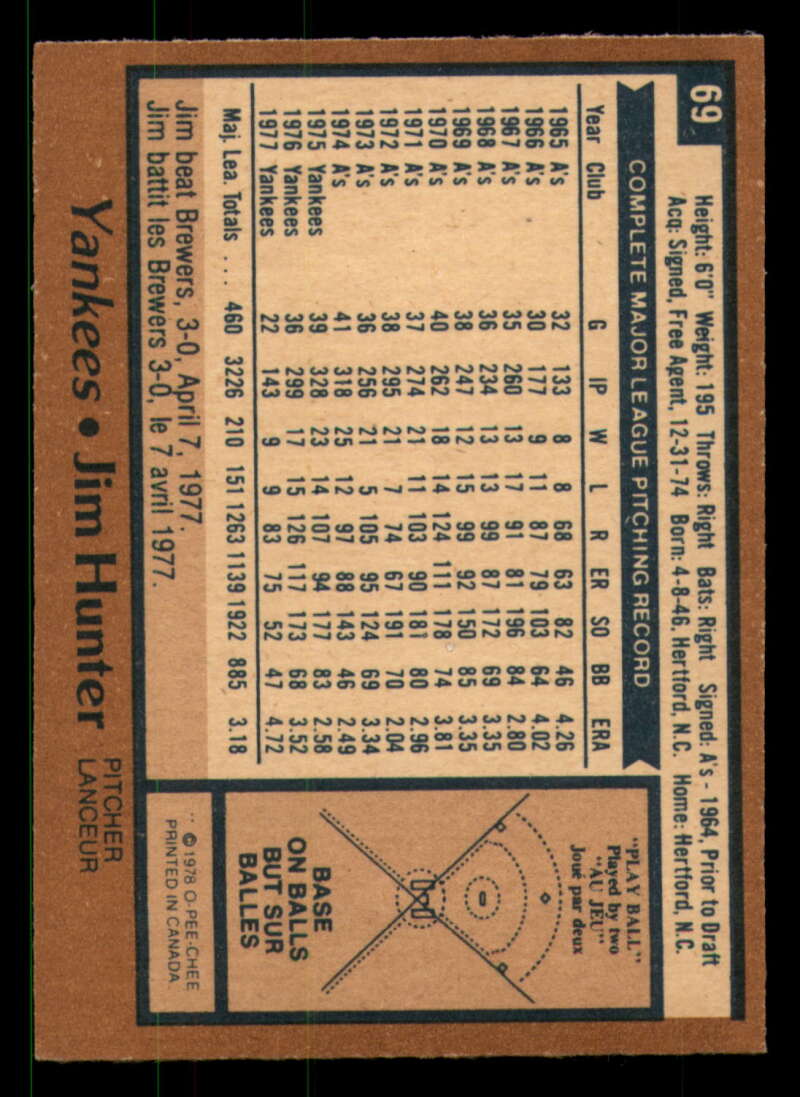 69
Height: 6'0" Weight: 195 Throws: Right Bats: Right Signed: A's - 1964, Prior to Draft
Acq: Signed, Free Agent, 12-31-74 Born: 4-8-46, Hertford, N.C. Home: Hertford, N.C.
COMPLETE MAJOR LEAGUE PITCHING RECORD
Year Club G IP W L R ER SO BB ERA
1965 A's 32 133 8 8 68 63 82 46 4.26
1966 A's 30 177 9 11 87 79 103 64 4.02
1967 A's 35 260 13 17 91 81 196 84 2.80
1968 A's 36 234 13 13 99 87 172 69 3.35
1969 A's 38 247 12 15 99 92 150 85 3.35
1970 A's 40 262 18 14 124 111 178 74 3.81
1971 A's 37 274 21 11 103 90 181 80 2.96
1972 A's 38 295 21 7 74 67 191 70 2.04
1973 A's 36 256 21 5 105 95 124 69 3.34
1974 A's 41 318 25 12 97 88 143 46 2.49
1975 Yankees 39 328 23 14 107 94 177 83 2.58
1976 Yankees 36 299 17 15 126 117 173 68 3.52
1977 Yankees 22 143 9 9 83 75 52 47 4.72
Maj. Lea. Totals ... 460 3226 210 151 1263 1139 1922 885 3.18
Jim beat Brewers, 3-0, April 7, 1977.
Jim battit les Brewers 3-0, le 7 avril 1977.
"PLAY BALL"
Played by two
"AU JEU"
Joué par deux
BASE
ON BALLS
BUT SUR
BALLES
** © 1978 O-PEE-CHEE
PRINTED IN CANADA
Yankees • Jim Hunter
PITCHER
LANCEUR